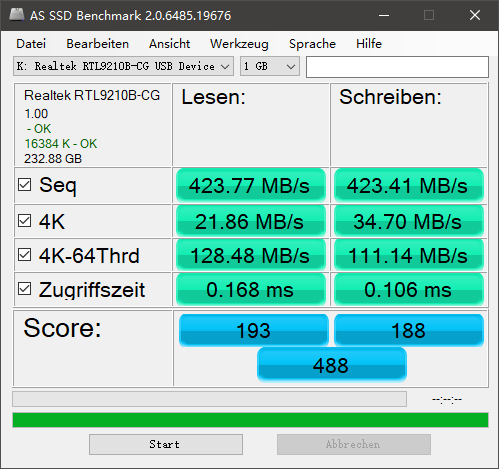 AS SSD Benchmark 2.0.6485.19676
Datei Bearbeiten Ansicht Werkzeug Sprache Hilfe
K: Realtek RTL9210B-CG USB Device 1 GB
Realtek RTL9210B-CG
1.00
- OK
16384 K - OK
232.88 GB
Lesen: Schreiben:
Seq 423.77 MB/s 423.41 MB/s
4K 21.86 MB/s 34.70 MB/s
4K-64Thrd 128.48 MB/s 111.14 MB/s
Zugriffszeit 0.168 ms 0.106 ms
Score: 193 188
488
--:--:--
Start Abbrechen